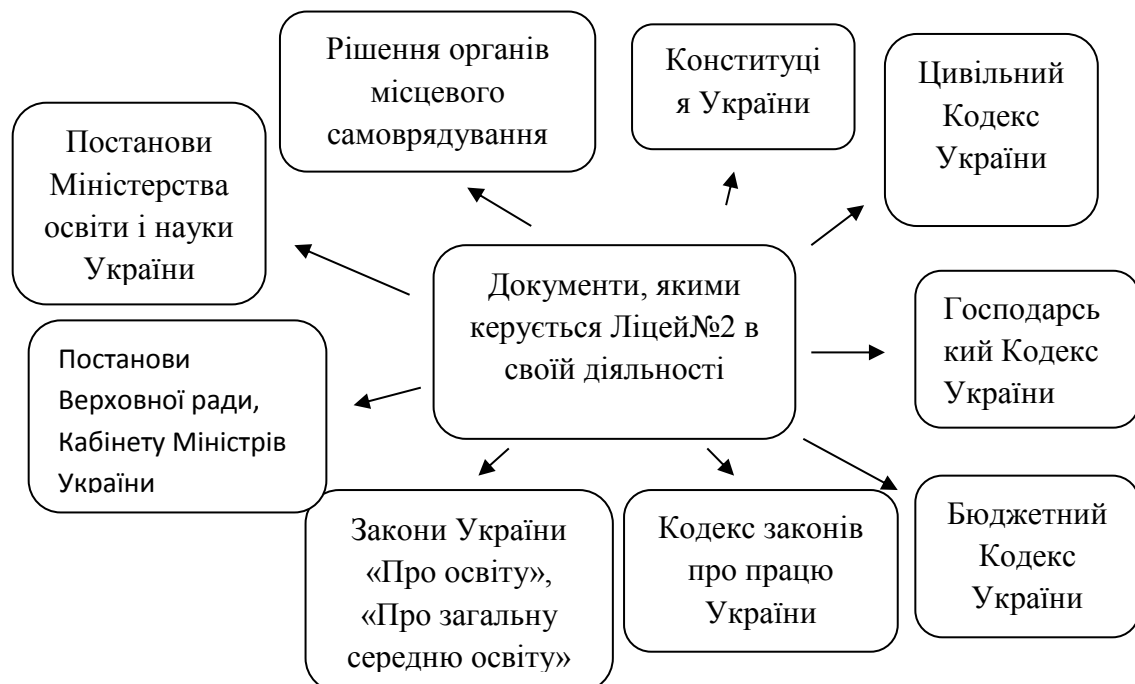 Рішення органів
місцевого
самоврядування
Конституці
я України
Цивільний
Кодекс
України
Постанови
Міністерства
освіти і науки
України
Документи, якими
керується Ліцей№2 в
своїй діяльності
Господарсь
кий Кодекс
України
Постанови
Верховної ради,
Кабінету Міністрів
України
Закони України
«Про освіту»,
«Про загальну
середню освіту»
Кодекс законів
про працю
України
Бюджетний
Кодекс
України